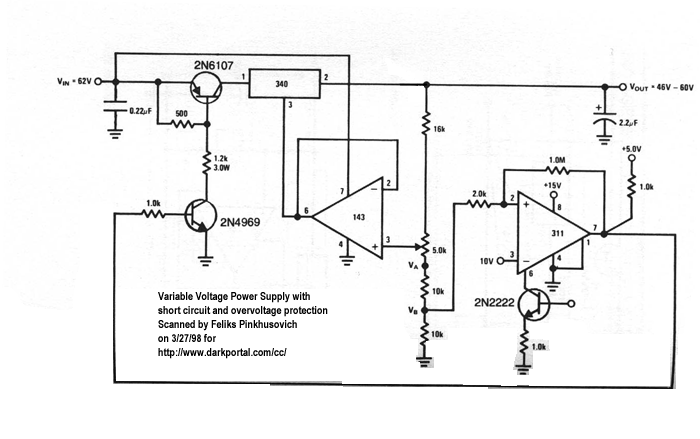 2N6107
V_IN = 62V
1
340
2
3
V_OUT = 46V – 60V
0.22μF
500
16k
+
2.2μF
1.2k
3.0W
1.0M
+5.0V
1.0k
2N4969
7
–
2
6
143
4
+
3
5.0k
V_A
10k
V_B
10k
2.0k
+15V
8
2
+
311
7
1
10V
3
–
4
6
1.0k
2N2222
1.0k
Variable Voltage Power Supply with
short circuit and overvoltage protection
Scanned by Feliks Pinkhusovich
on 3/27/98 for
http://www.darkportal.com/cc/